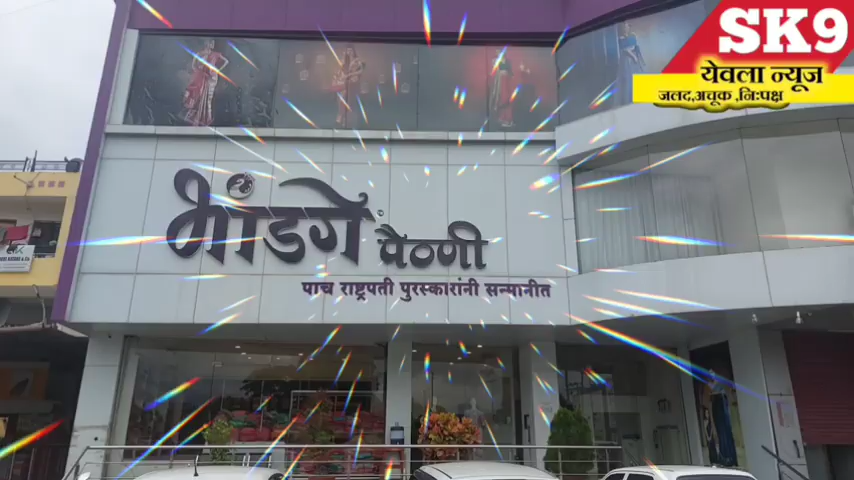 SK9
येवला न्यूज
जलद,अचूक ,नि:पक्ष
भांडगे पैठणी
पाच राष्ट्रपती पुरस्कारांनी सन्मानीत